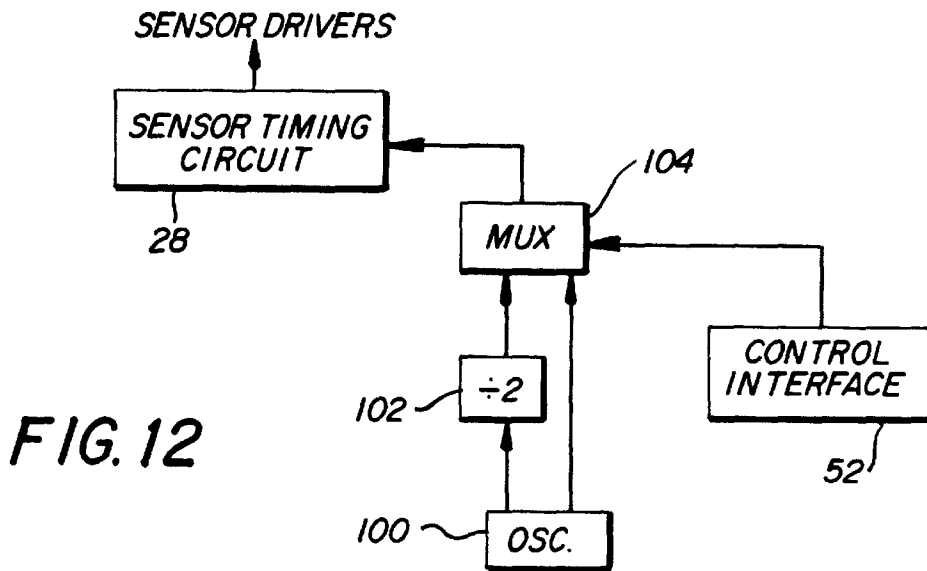 SENSOR DRIVERS
SENSOR TIMING
CIRCUIT
28
104
MUX
CONTROL
INTERFACE
52
102
÷2
FIG. 12
100
OSC.